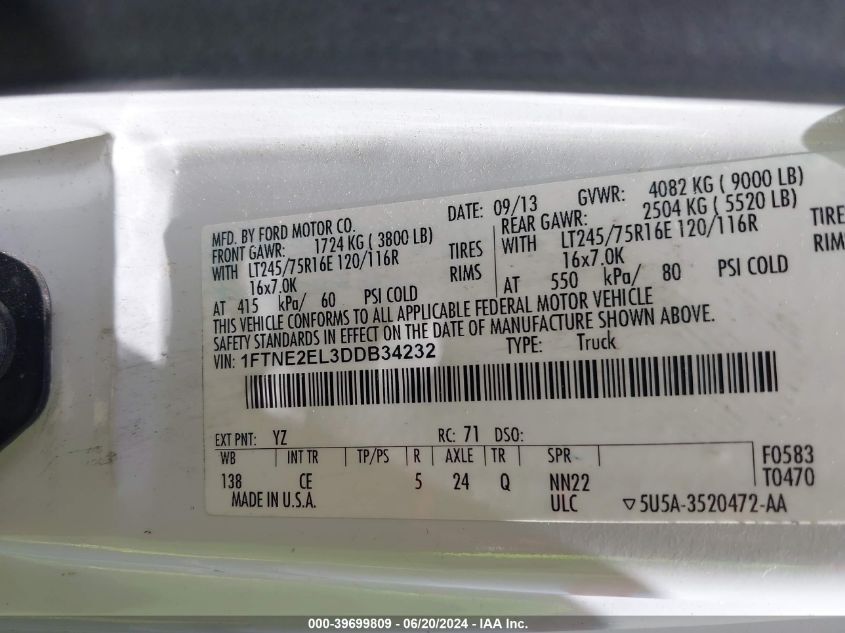 MFD. BY FORD MOTOR CO.
DATE: 09/13 GVWR: 4082 KG ( 9000 LB)
FRONT GAWR: 1724 KG ( 3800 LB) REAR GAWR: 2504 KG ( 5520 LB)
WITH LT245/75R16E 120/116R TIRES WITH LT245/75R16E 120/116R TIRES
16x7.0K RIMS 16x7.0K RIMS
AT 415 kPa/ 60 PSI COLD AT 550 kPa/ 80 PSI COLD
THIS VEHICLE CONFORMS TO ALL APPLICABLE FEDERAL MOTOR VEHICLE
SAFETY STANDARDS IN EFFECT ON THE DATE OF MANUFACTURE SHOWN ABOVE.
VIN: 1FTNE2EL3DDB34232 TYPE: Truck
EXT PNT: YZ RC: 71 DSO:
WB INT TR TP/PS R AXLE TR SPR F0583
138 CE 5 24 Q NN22 T0470
MADE IN U.S.A. ULC ▽5U5A-3520472-AA
000-39699809 - 06/20/2024 - IAA Inc.